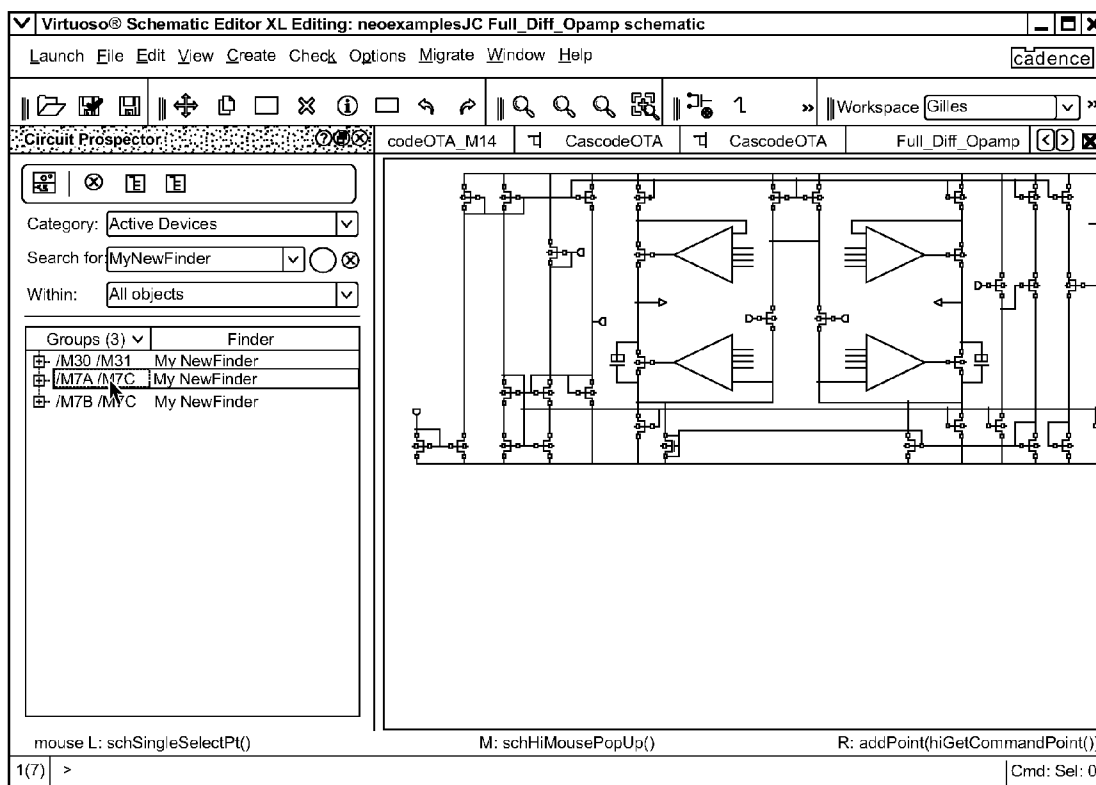 Virtuoso® Schematic Editor XL Editing: neoexamplesJC Full_Diff_Opamp schematic
Launch File Edit View Create Check Options Migrate Window Help
cādence
Workspace Gilles
Circuit Prospector
codeOTA_M14 CascodeOTA CascodeOTA Full_Diff_Opamp
Category: Active Devices
Search for: MyNewFinder
Within: All objects
Groups (3) Finder
/M30 /M31 My NewFinder
/M7A /M7C My NewFinder
/M7B /M7C My NewFinder
mouse L: schSingleSelectPt() M: schHiMousePopUp() R: addPoint(hiGetCommandPoint())
1(7) > Cmd: Sel: 0